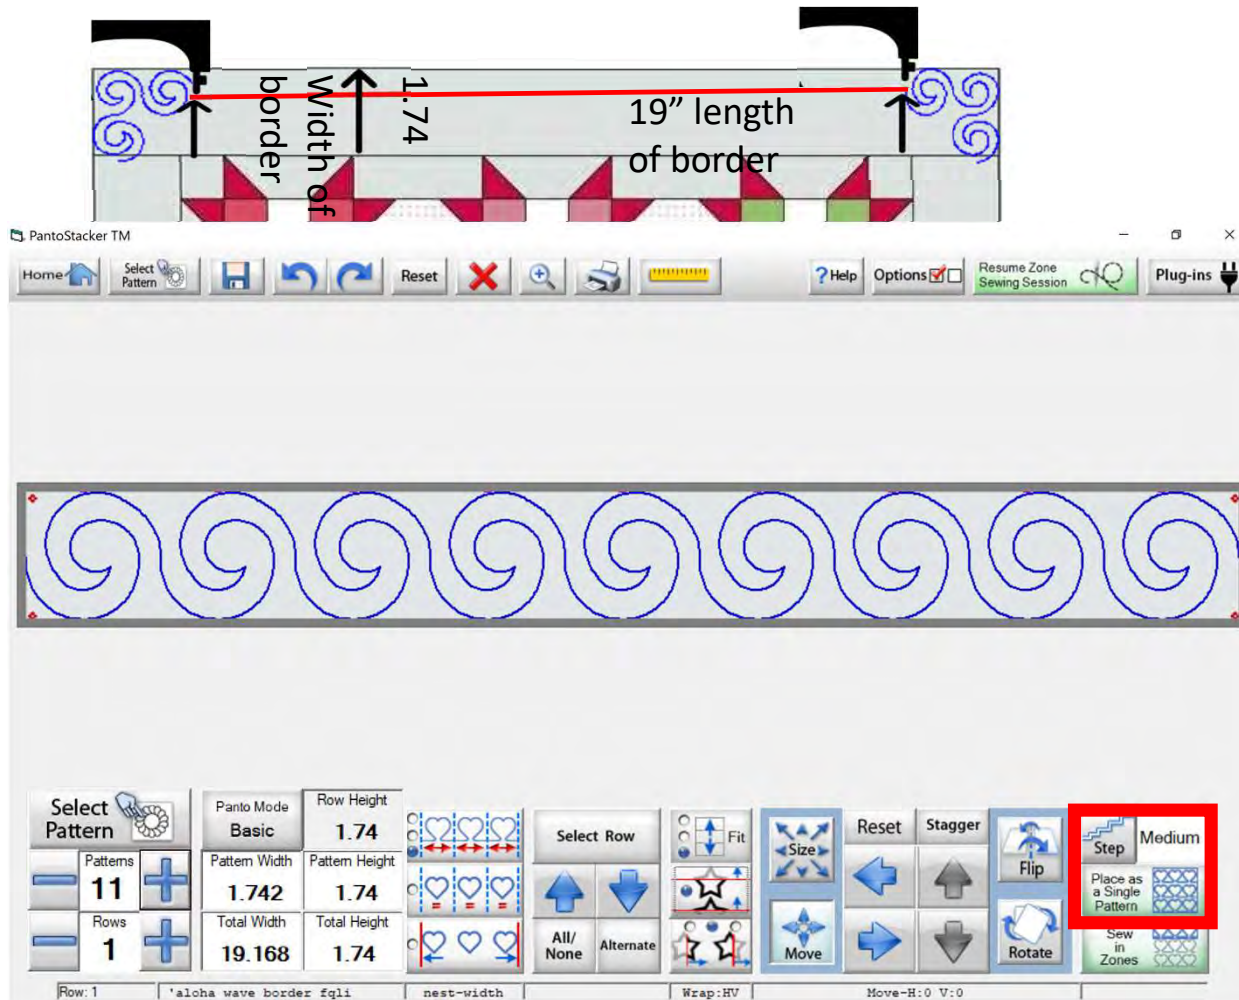 Width of
border
1.74
19” length
of border
PantoStacker TM
Home
Select
Pattern
Reset
?Help
Options
Resume Zone
Sewing Session
Plug-ins
Select
Pattern
Patterns
11
Rows
1
Panto Mode
Basic
Row Height
1.74
Pattern Width
1.742
Pattern Height
1.74
Total Width
19.168
Total Height
1.74
Select Row
All/
None
Alternate
Fit
Size
Move
Reset
Stagger
Flip
Rotate
Step
Medium
Place as
a Single
Pattern
Sew
in
Zones
Row: 1
'aloha wave border fqli
nest-width
Wrap:HV
Move-H:0 V:0